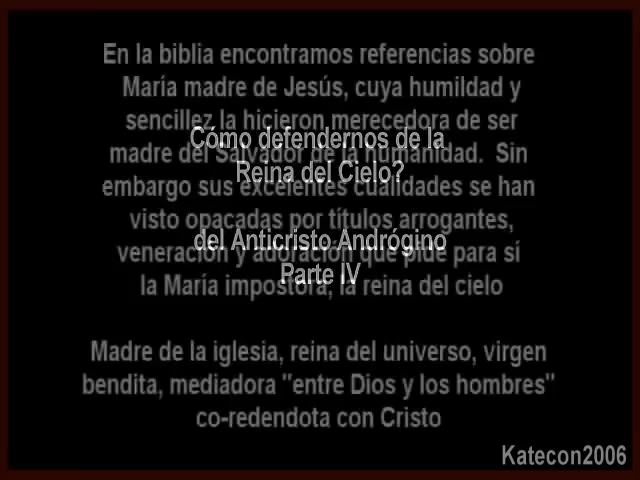 En la biblia encontramos referencias sobre
María madre de Jesús, cuya humildad y
sencillez la hicieron merecedora de ser
madre del Salvador de la humanidad. Sin
embargo sus excelentes cualidades se han
visto opacadas por títulos arrogantes,
veneración y adoración que pide para sí
la María impostora, la reina del cielo
Madre de la iglesia, reina del universo, virgen
bendita, mediadora "entre Dios y los hombres"
co-redendota con Cristo
Cómo defendernos de la
Reina del Cielo?
del Anticristo Andrógino
Parte IV
Katecon2006